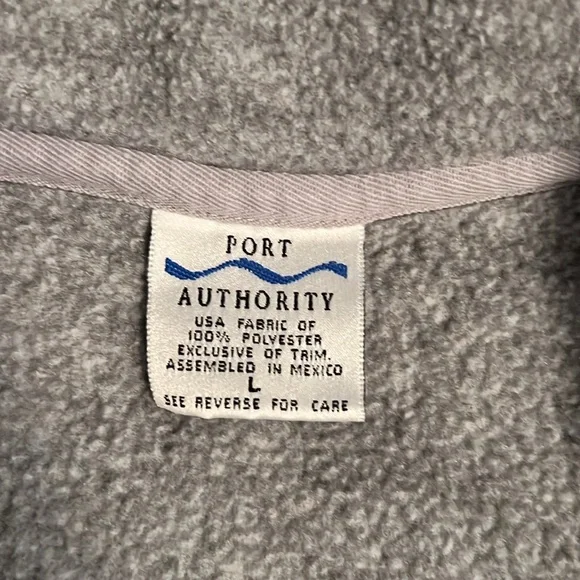 PORT
AUTHORITY
USA FABRIC OF
100% POLYESTER
EXCLUSIVE OF TRIM.
ASSEMBLED IN MEXICO
L
SEE REVERSE FOR CARE